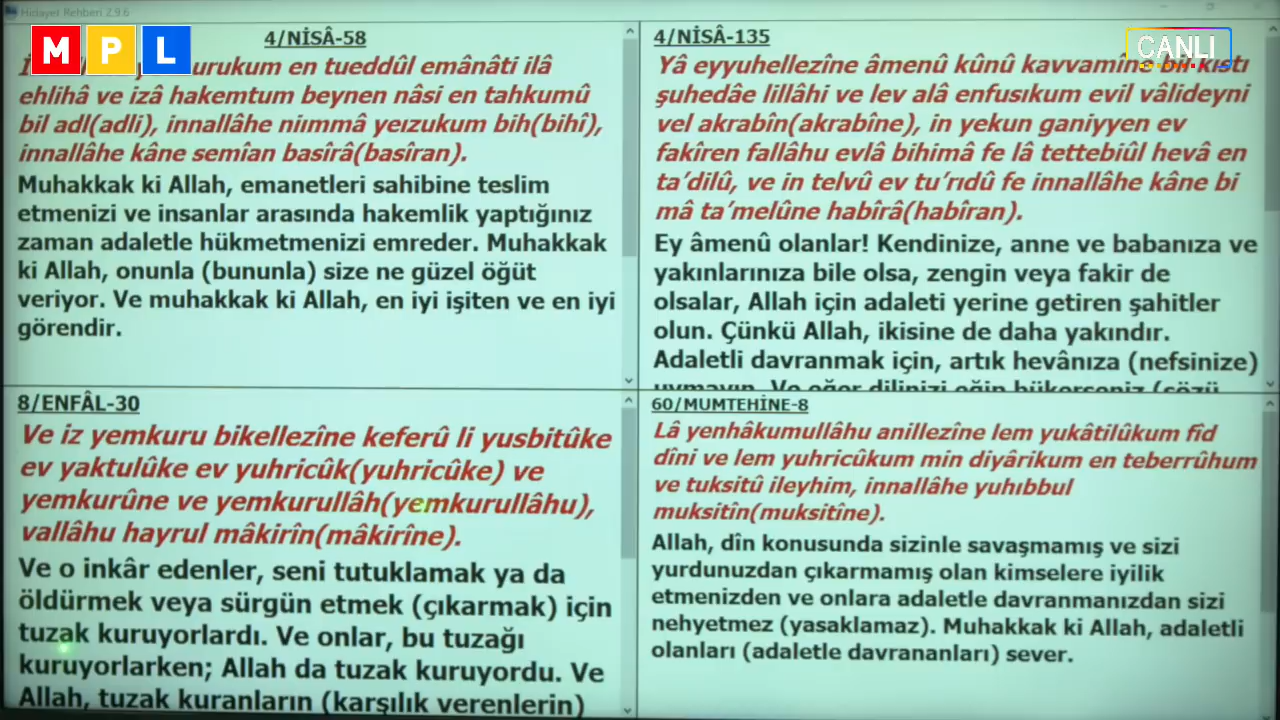 Hidayet Rehberi 2.9.6
MPL
CANLI
4/NİSÂ-58
urukum en tueddûl emânâti ilâ
ehlihâ ve izâ hakemtum beynen nâsi en tahkumû
bil adl(adli), innallâhe niımmâ yeızukum bih(bihî),
innallâhe kâne semîan basîrâ(basîran).
Muhakkak ki Allah, emanetleri sahibine teslim
etmenizi ve insanlar arasında hakemlik yaptığınız
zaman adaletle hükmetmenizi emreder. Muhakkak
ki Allah, onunla (bununla) size ne güzel öğüt
veriyor. Ve muhakkak ki Allah, en iyi işiten ve en iyi
görendir.
4/NİSÂ-135
Yâ eyyuhellezîne âmenû kûnû kavvamîne bil kıstı
şuhedâe lillâhi ve lev alâ enfusıkum evil vâlideyni
vel akrabîn(akrabîne), in yekun ganiyyen ev
fakîren fallâhu evlâ bihimâ fe lâ tettebiûl hevâ en
ta’dilû, ve in telvû ev tu’rıdû fe innallâhe kâne bi
mâ ta’melûne habîrâ(habîran).
Ey âmenû olanlar! Kendinize, anne ve babanıza ve
yakınlarınıza bile olsa, zengin veya fakir de
olsalar, Allah için adaleti yerine getiren şahitler
olun. Çünkü Allah, ikisine de daha yakındır.
Adaletli davranmak için, artık hevânıza (nefsinize)
uymayın. Ve eğer dilinizi eğip bükerseniz (sözü
8/ENFÂL-30
Ve iz yemkuru bikellezîne keferû li yusbitûke
ev yaktulûke ev yuhricûk(yuhricûke) ve
yemkurûne ve yemkurullâh(yemkurullâhu),
vallâhu hayrul mâkirîn(mâkirîne).
Ve o inkâr edenler, seni tutuklamak ya da
öldürmek veya sürgün etmek (çıkarmak) için
tuzak kuruyorlardı. Ve onlar, bu tuzağı
kuruyorlarken; Allah da tuzak kuruyordu. Ve
Allah, tuzak kuranların (karşılık verenlerin)
60/MUMTEHİNE-8
Lâ yenhâkumullâhu anillezîne lem yukâtilûkum fîd
dîni ve lem yuhricûkum min diyârikum en teberrûhum
ve tuksitû ileyhim, innallâhe yuhıbbul
muksitîn(muksitîne).
Allah, dîn konusunda sizinle savaşmamış ve sizi
yurdunuzdan çıkarmamış olan kimselere iyilik
etmenizden ve onlara adaletle davranmanızdan sizi
nehyetmez (yasaklamaz). Muhakkak ki Allah, adaletli
olanları (adaletle davrananları) sever.